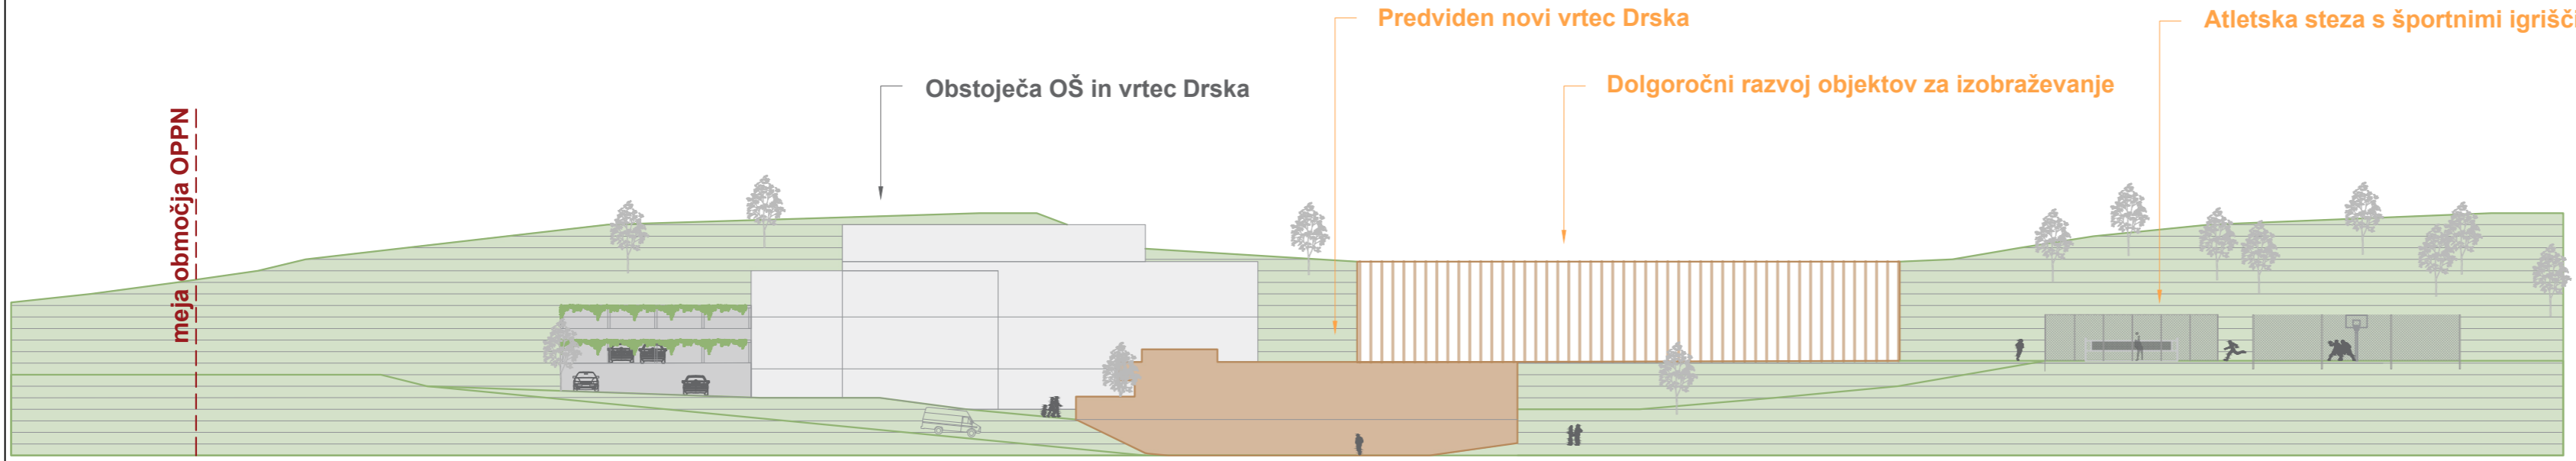 Predviden novi vrtec Drska
Atletska steza s športnimi igrišči
Obstoječa OŠ in vrtec Drska
Dolgoročni razvoj objektov za izobraževanje
meja območja OPPN